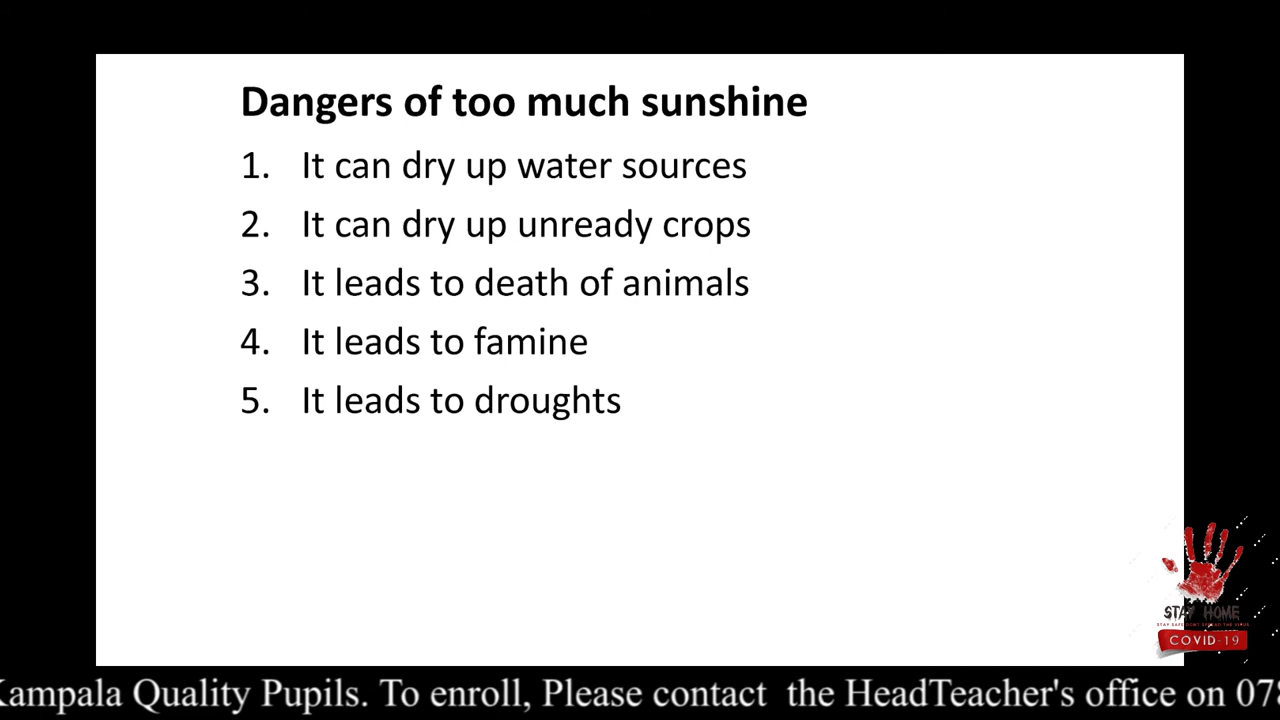 Dangers of too much sunshine
1. It can dry up water sources
2. It can dry up unready crops
3. It leads to death of animals
4. It leads to famine
5. It leads to droughts
STAY HOME
COVID-19
Kampala Quality Pupils. To enroll, Please contact the HeadTeacher's office on 078